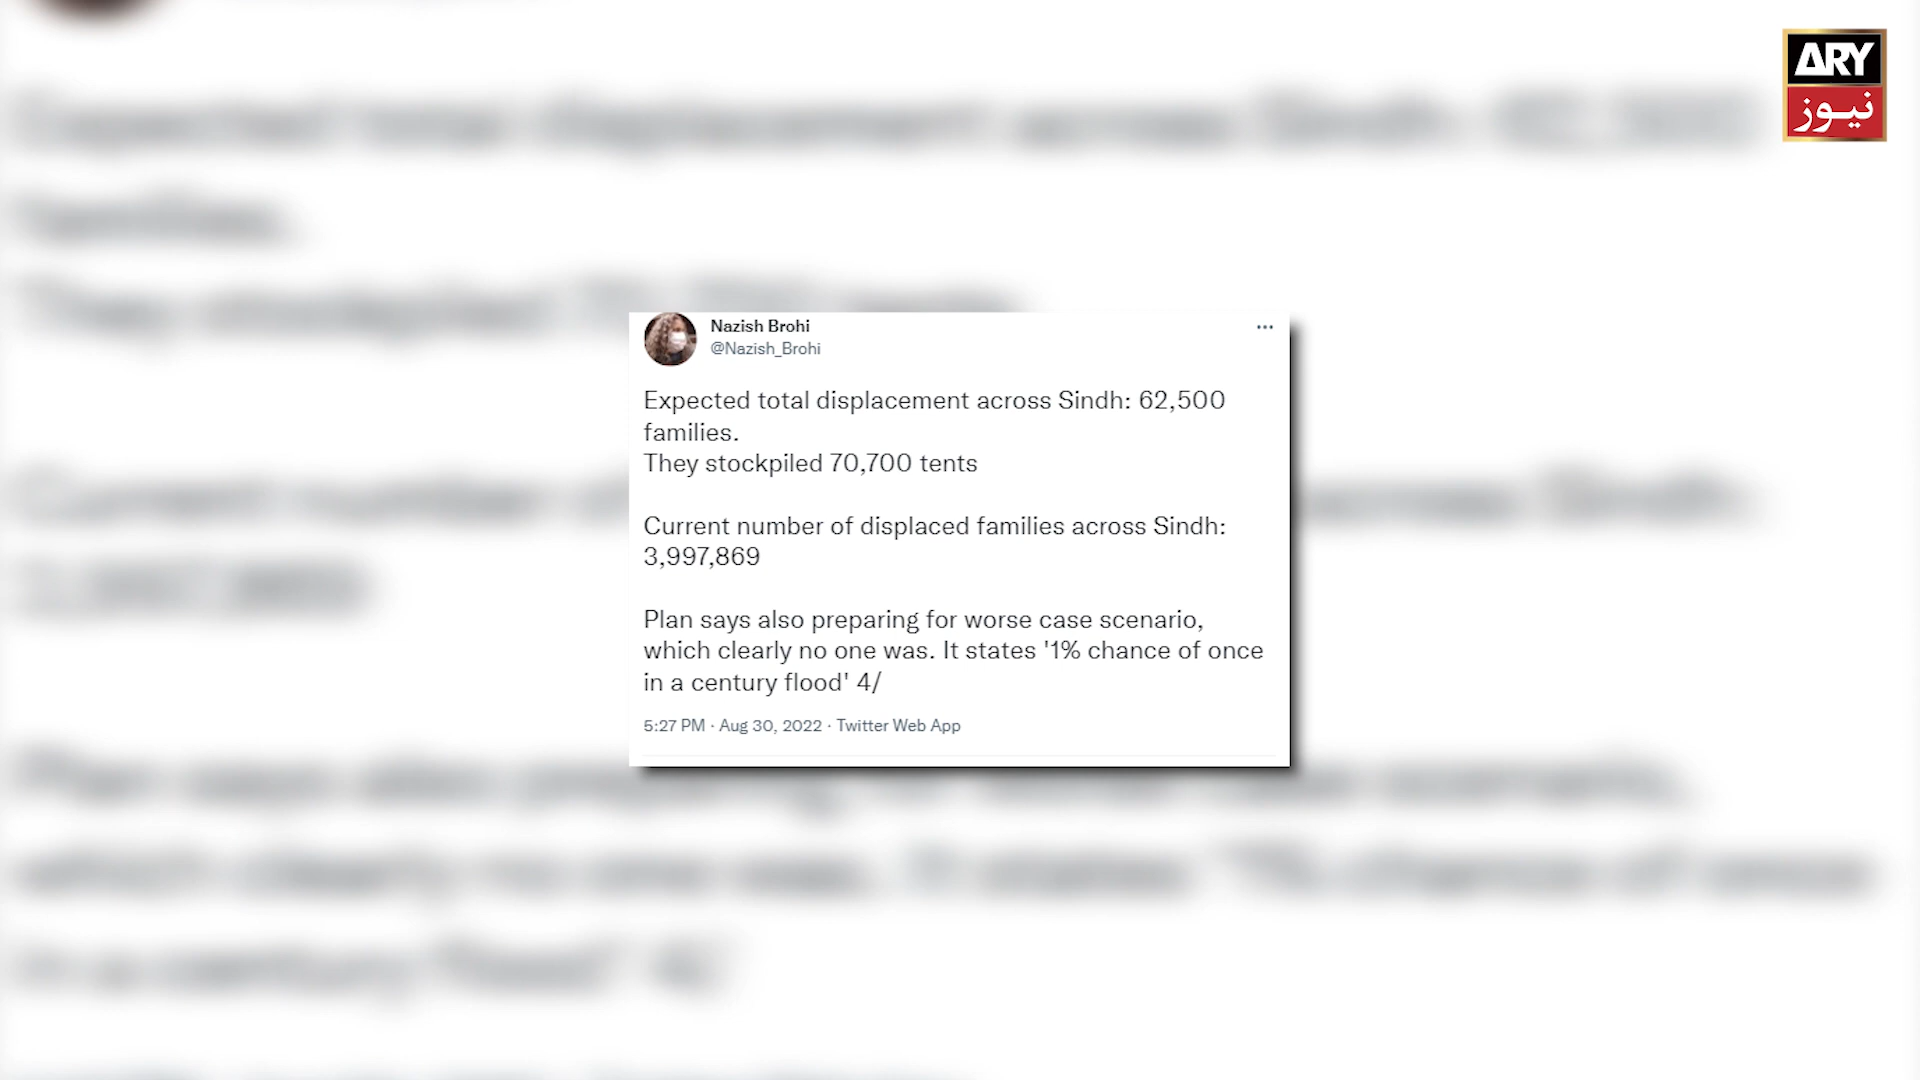 ARY
نیوز
Nazish Brohi
@Nazish_Brohi
Expected total displacement across Sindh: 62,500
families.
They stockpiled 70,700 tents
Current number of displaced families across Sindh:
3,997,869
Plan says also preparing for worse case scenario,
which clearly no one was. It states '1% chance of once
in a century flood' 4/
5:27 PM · Aug 30, 2022 · Twitter Web App